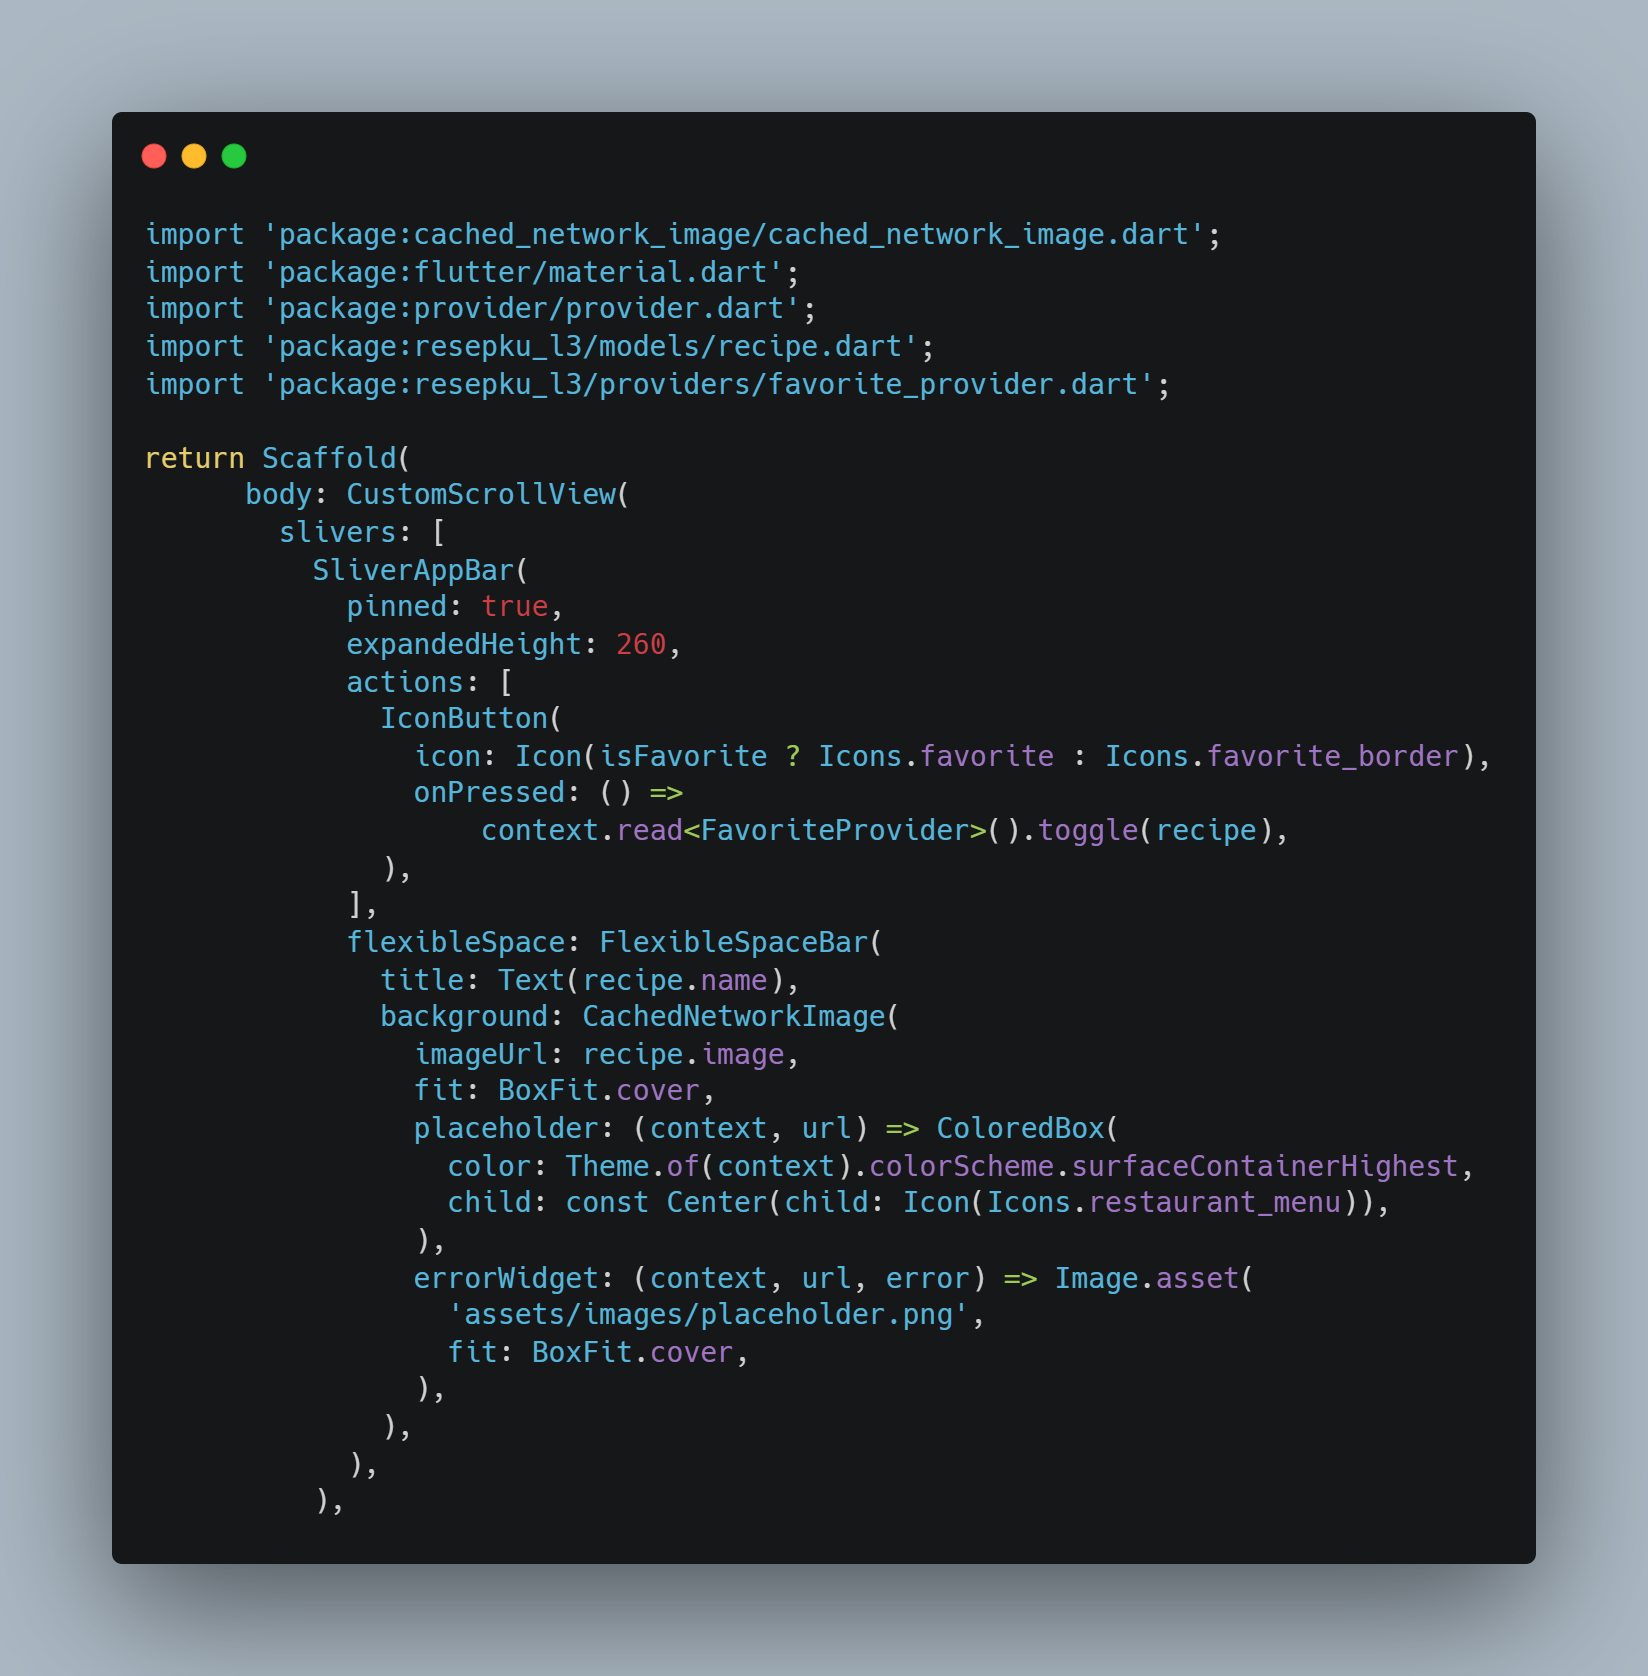 import 'package:cached_network_image/cached_network_image.dart';
import 'package:flutter/material.dart';
import 'package:provider/provider.dart';
import 'package:resepku_l3/models/recipe.dart';
import 'package:resepku_l3/providers/favorite_provider.dart';

return Scaffold(
      body: CustomScrollView(
        slivers: [
          SliverAppBar(
            pinned: true,
            expandedHeight: 260,
            actions: [
              IconButton(
                icon: Icon(isFavorite ? Icons.favorite : Icons.favorite_border),
                onPressed: () =>
                    context.read<FavoriteProvider>().toggle(recipe),
              ),
            ],
            flexibleSpace: FlexibleSpaceBar(
              title: Text(recipe.name),
              background: CachedNetworkImage(
                imageUrl: recipe.image,
                fit: BoxFit.cover,
                placeholder: (context, url) => ColoredBox(
                  color: Theme.of(context).colorScheme.surfaceContainerHighest,
                  child: const Center(child: Icon(Icons.restaurant_menu)),
                ),
                errorWidget: (context, url, error) => Image.asset(
                  'assets/images/placeholder.png',
                  fit: BoxFit.cover,
                ),
              ),
            ),
          ),